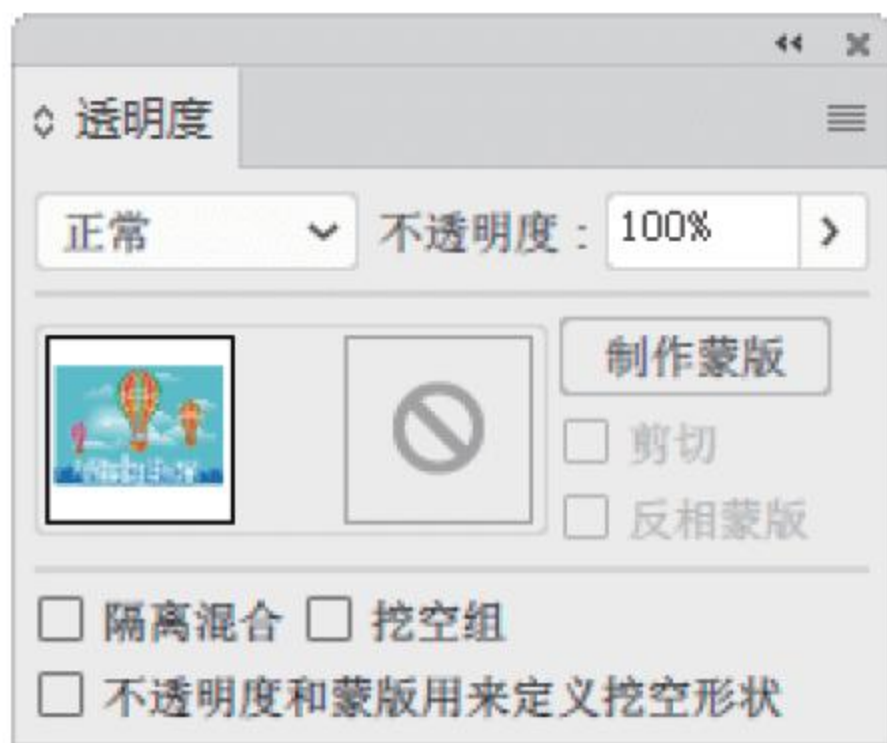 透明度
正常 不透明度： 100%
制作蒙版
剪切
反相蒙版
隔离混合 挖空组
不透明度和蒙版用来定义挖空形状